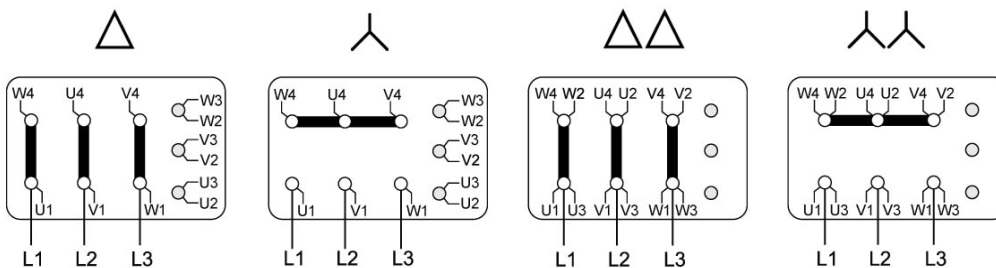 W4 U4 V4 W3
W2
V3
V2
U3
U2
U1 V1 W1
L1 L2 L3
W4 U4 V4 W3
W2
V3
V2
U3
U2
U1 V1 W1
L1 L2 L3
W4 W2 U4 U2 V4 V2
U1 U3 V1 V3 W1 W3
L1 L2 L3
W4 W2 U4 U2 V4 V2
U1 U3 V1 V3 W1 W3
L1 L2 L3